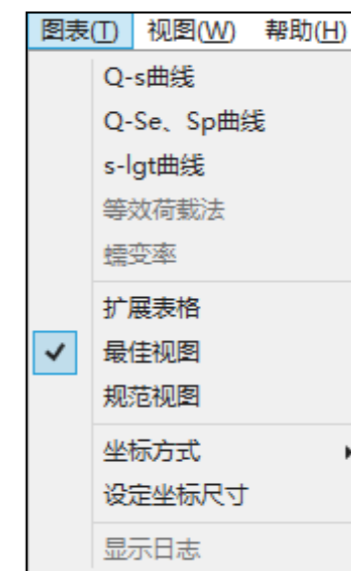 图表(T) 视图(W) 帮助(H)
Q-s曲线
Q-Se、Sp曲线
s-lgt曲线
等效荷载法
蠕变率
扩展表格
最佳视图
规范视图
坐标方式
设定坐标尺寸
显示日志